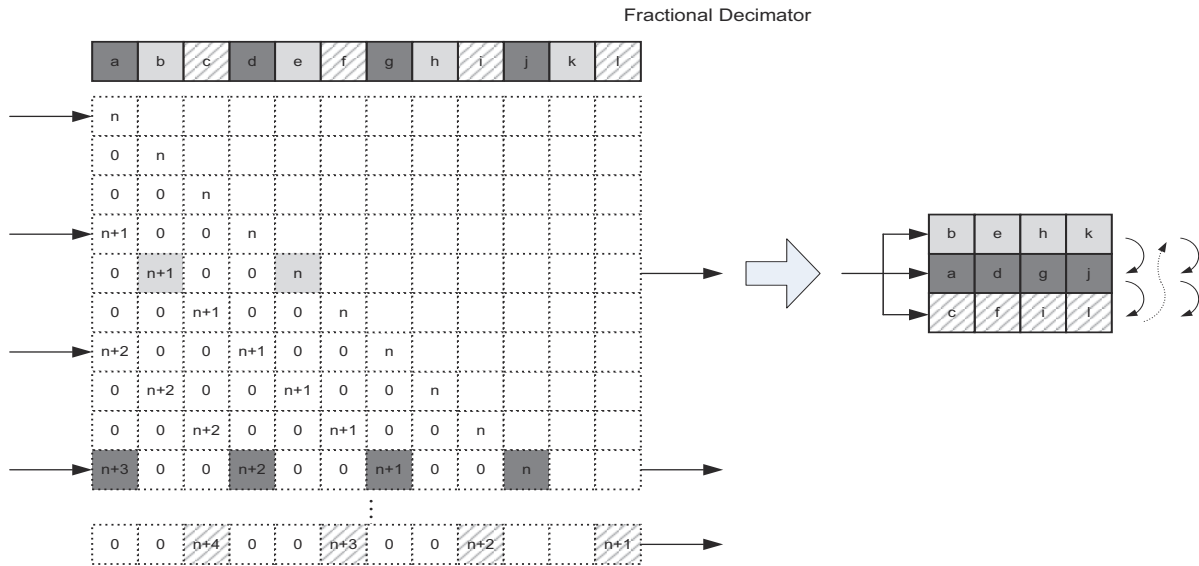 Fractional Decimator
a b c d e f g h i j k l
n
0 n
0 0 n
n+1 0 0 n
0 n+1 0 0 n
0 0 n+1 0 0 n
n+2 0 0 n+1 0 0 n
0 n+2 0 0 n+1 0 0 n
0 0 n+2 0 0 n+1 0 0 n
n+3 0 0 n+2 0 0 n+1 0 0 n
0 0 n+4 0 0 n+3 0 0 n+2 n+1
b e h k
a d g j
c f i l